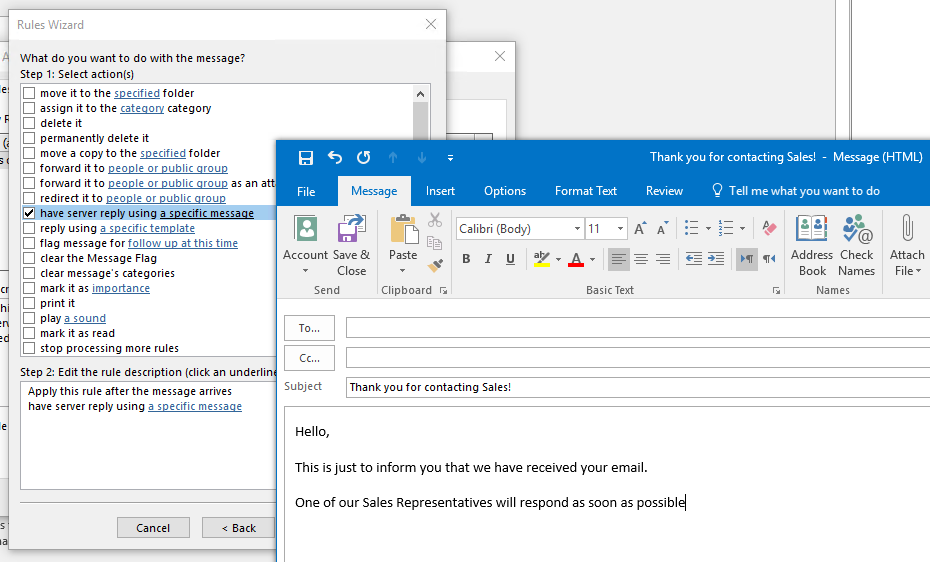 Rules Wizard
What do you want to do with the message?
Step 1: Select action(s)
move it to the specified folder
assign it to the category category
delete it
permanently delete it
move a copy to the specified folder
forward it to people or public group
forward it to people or public group as an att
redirect it to people or public group
have server reply using a specific message
reply using a specific template
flag message for follow up at this time
clear the Message Flag
clear message's categories
mark it as importance
print it
play a sound
mark it as read
stop processing more rules
Step 2: Edit the rule description (click an underline
Apply this rule after the message arrives
have server reply using a specific message
Cancel
< Back
Thank you for contacting Sales! - Message (HTML)
File Message Insert Options Format Text Review Tell me what you want to do
Account
Save & Close
Send
Paste
Clipboard
Calibri (Body) 11
B I U ab A
Basic Text
Address Book
Check Names
Names
Attach File
To...
Cc...
Subject Thank you for contacting Sales!
Hello,
This is just to inform you that we have received your email.
One of our Sales Representatives will respond as soon as possible